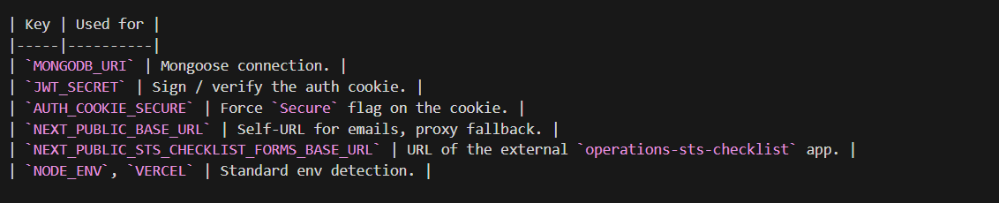 | Key | Used for |
|-----|----------|
| `MONGODB_URI` | Mongoose connection. |
| `JWT_SECRET` | Sign / verify the auth cookie. |
| `AUTH_COOKIE_SECURE` | Force `Secure` flag on the cookie. |
| `NEXT_PUBLIC_BASE_URL` | Self-URL for emails, proxy fallback. |
| `NEXT_PUBLIC_STS_CHECKLIST_FORMS_BASE_URL` | URL of the external `operations-sts-checklist` app. |
| `NODE_ENV`, `VERCEL` | Standard env detection. |